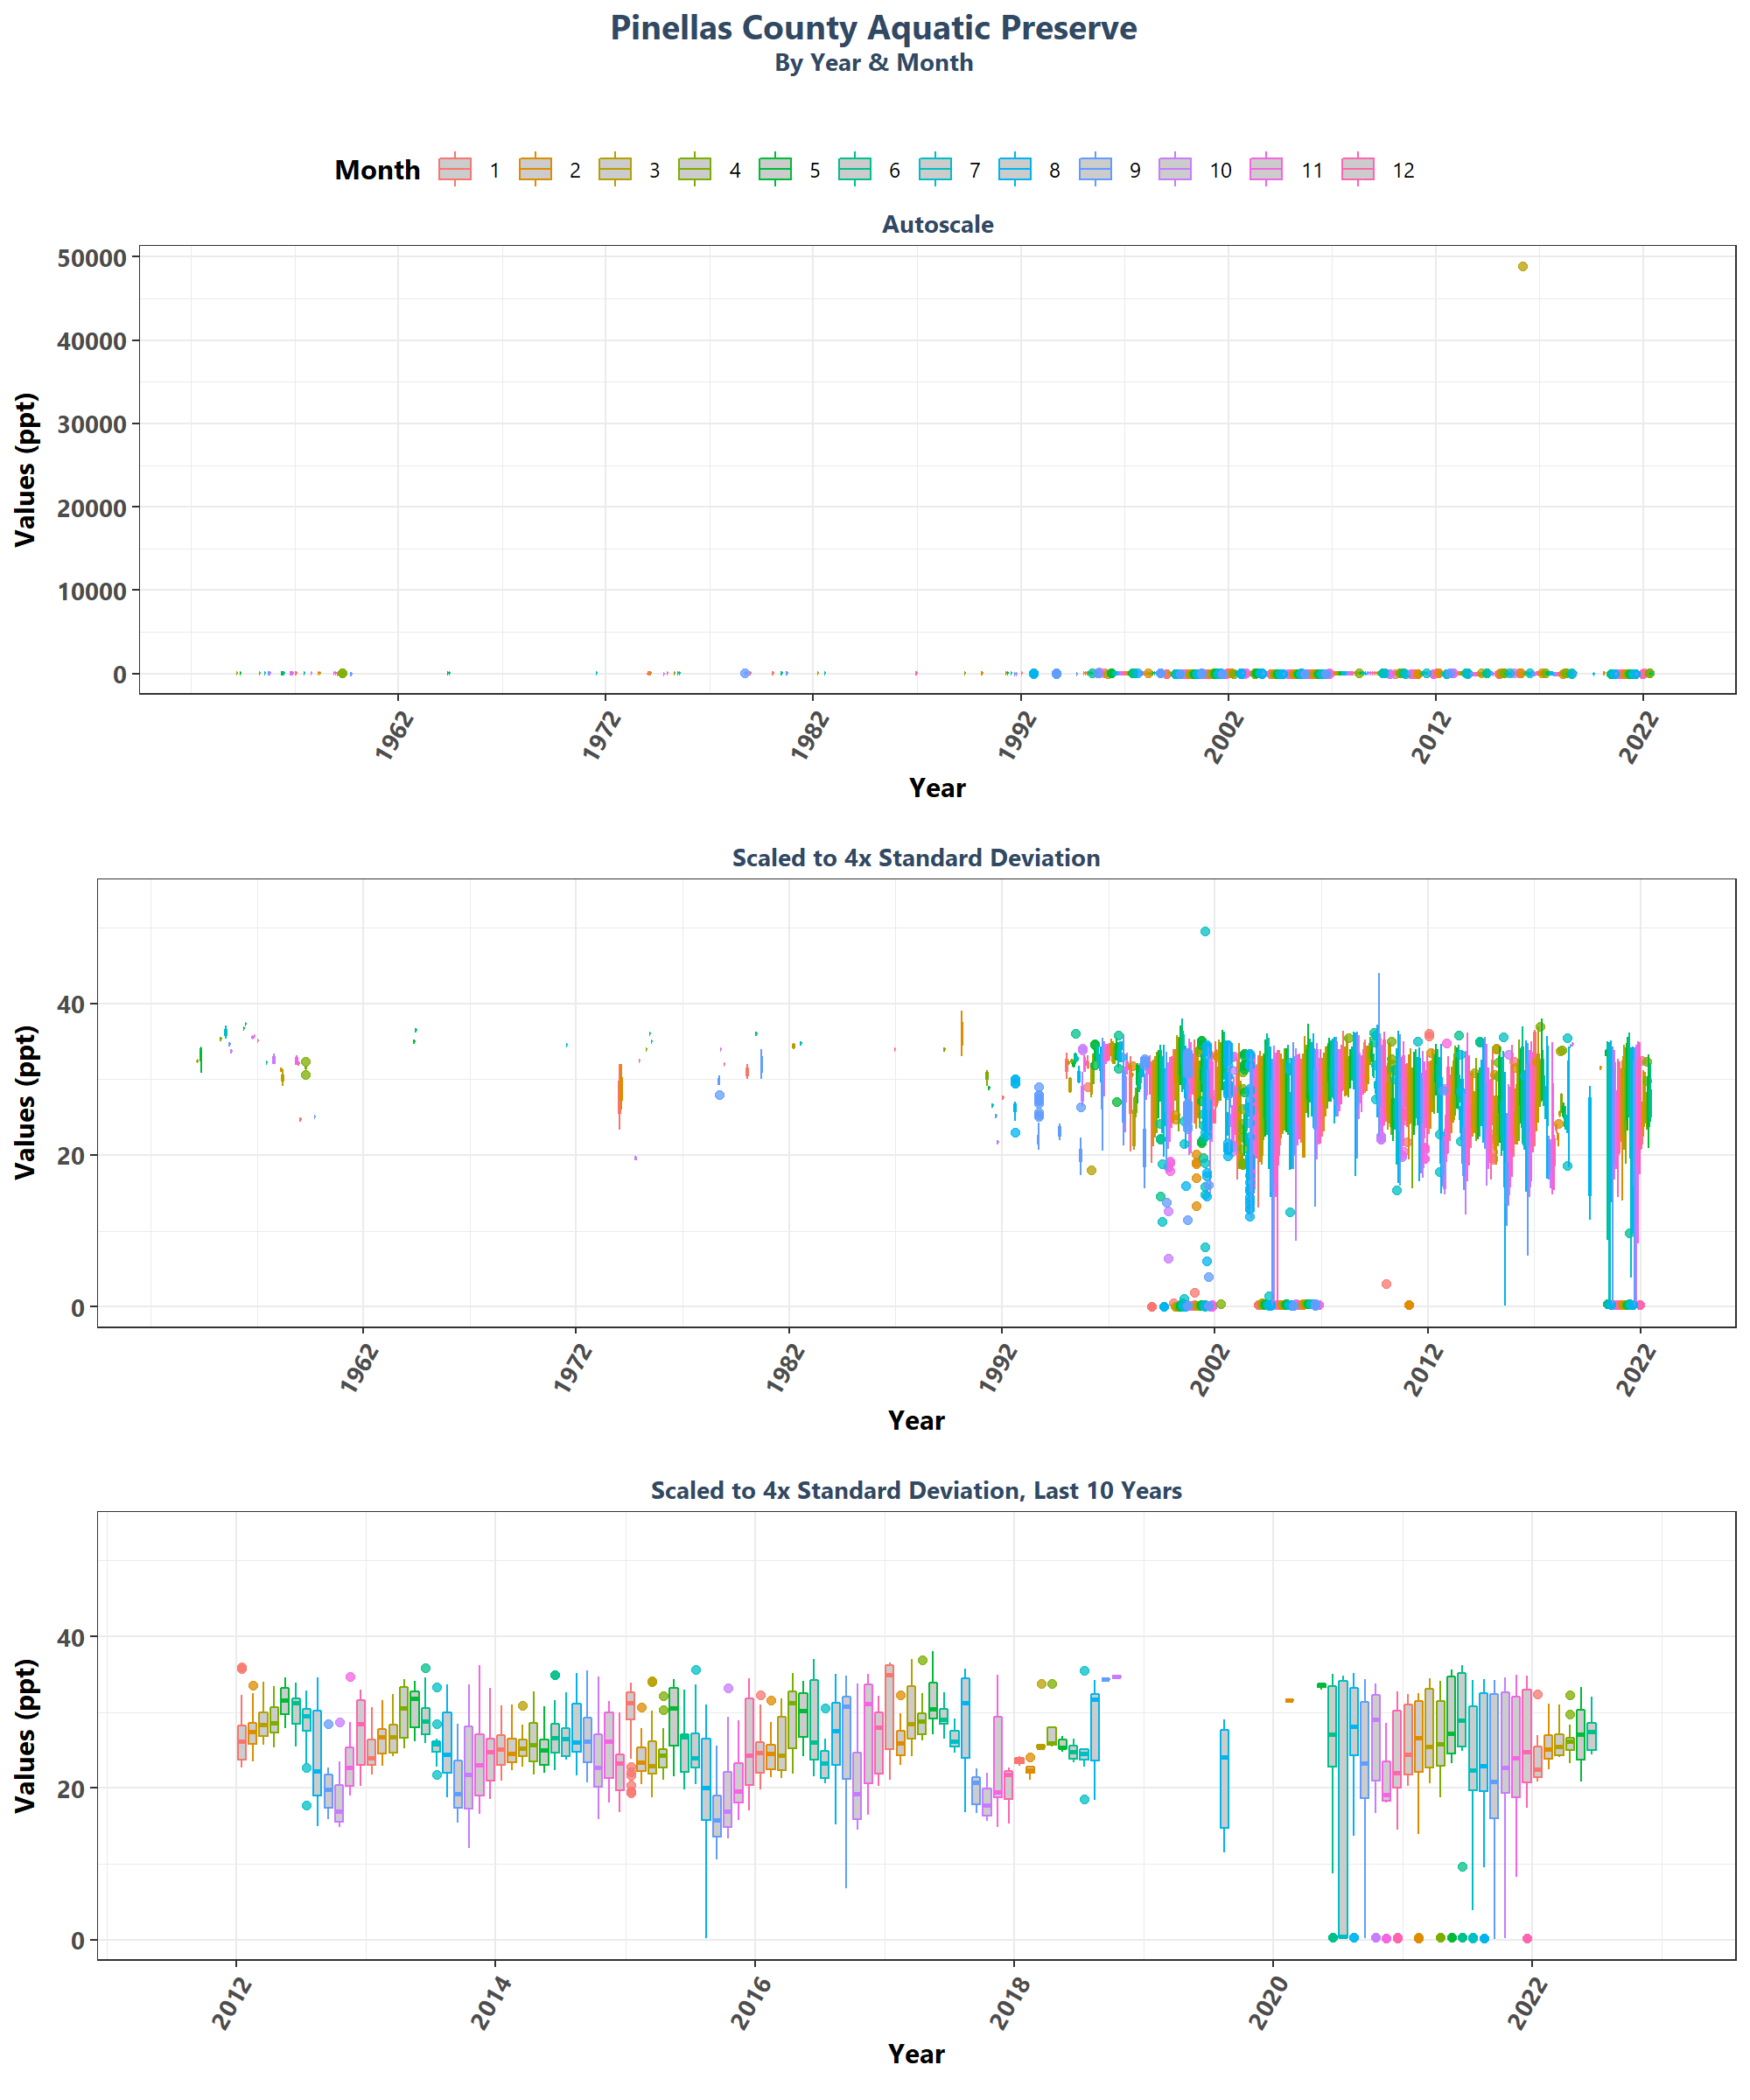 Pinellas County Aquatic Preserve
By Year & Month
Month 1 2 3 4 5 6 7 8 9 10 11 12
Autoscale
Values (ppt)
50000
40000
30000
20000
10000
0
1962 1972 1982 1992 2002 2012 2022
Year
Scaled to 4x Standard Deviation
Values (ppt)
40
20
0
1962 1972 1982 1992 2002 2012 2022
Year
Scaled to 4x Standard Deviation, Last 10 Years
Values (ppt)
40
20
0
2012 2014 2016 2018 2020 2022
Year